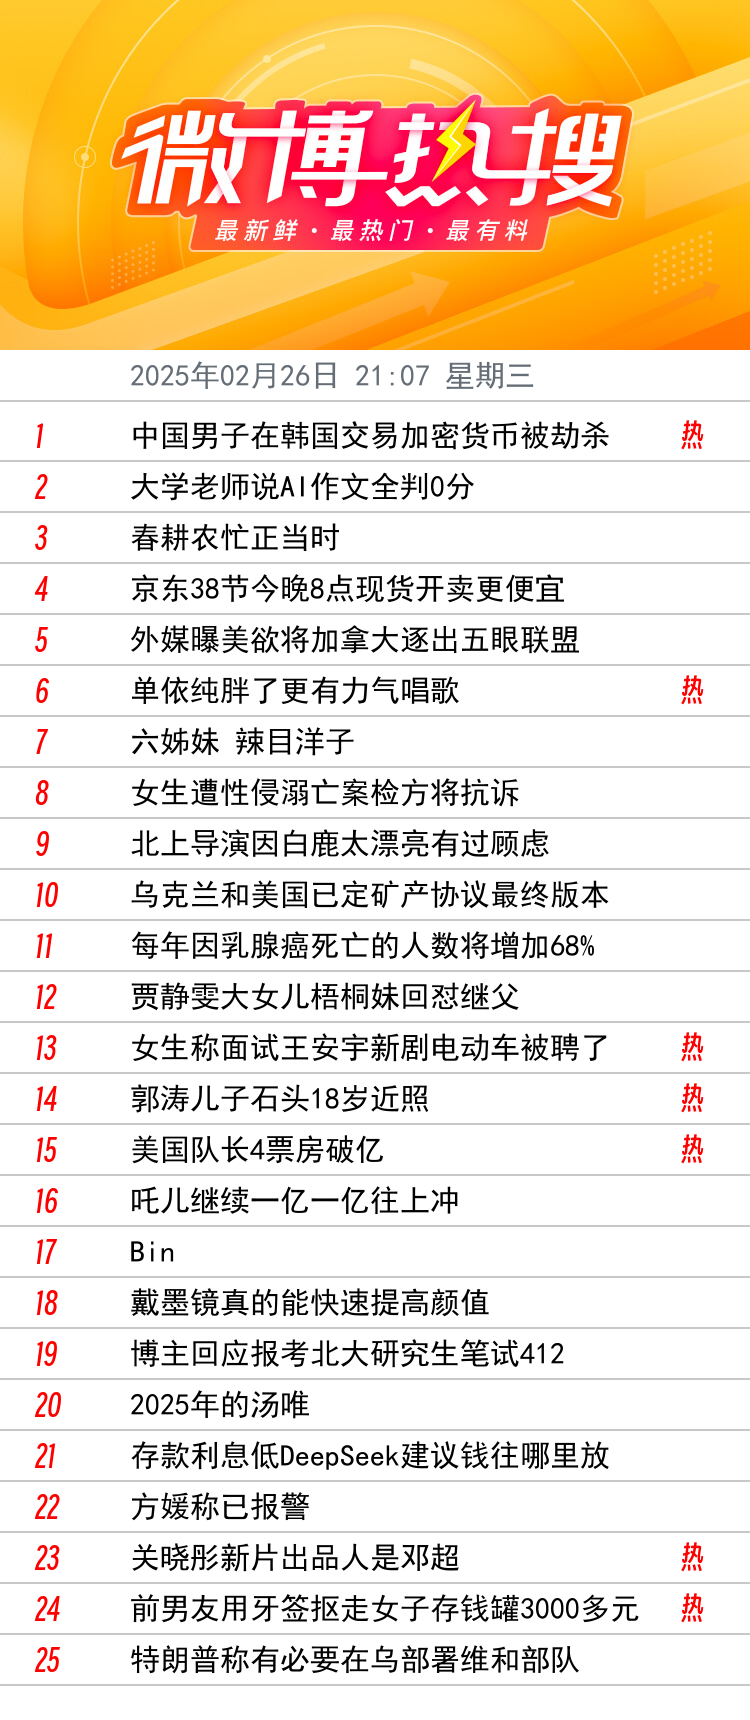 微博热搜
最新鲜·最热门·最有料
2025年02月26日 21:07 星期三
1 中国男子在韩国交易加密货币被劫杀 热
2 大学老师说AI作文全判0分
3 春耕农忙正当时
4 京东38节今晚8点现货开卖更便宜
5 外媒曝美欲将加拿大逐出五眼联盟
6 单依纯胖了更有力气唱歌 热
7 六姊妹 辣目洋子
8 女生遭性侵溺亡案检方将抗诉
9 北上导演因白鹿太漂亮有过顾虑
10 乌克兰和美国已定矿产协议最终版本
11 每年因乳腺癌死亡的人数将增加68%
12 贾静雯大女儿梧桐妹回怼继父
13 女生称面试王安宇新剧电动车被聘了 热
14 郭涛儿子石头18岁近照 热
15 美国队长4票房破亿 热
16 吒儿继续一亿一亿往上冲
17 Bin
18 戴墨镜真的能快速提高颜值
19 博主回应报考北大研究生笔试412
20 2025年的汤唯
21 存款利息低DeepSeek建议钱往哪里放
22 方媛称已报警
23 关晓彤新片出品人是邓超 热
24 前男友用牙签抠走女子存钱罐3000多元 热
25 特朗普称有必要在乌部署维和部队